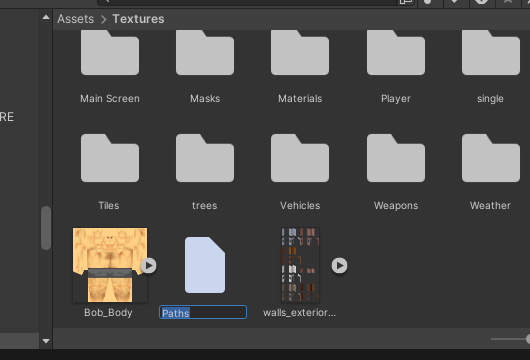 Assets > Textures
RE
Main Screen Masks Materials Player single
Tiles trees Vehicles Weapons Weather
Bob_Body Paths walls_exterior...